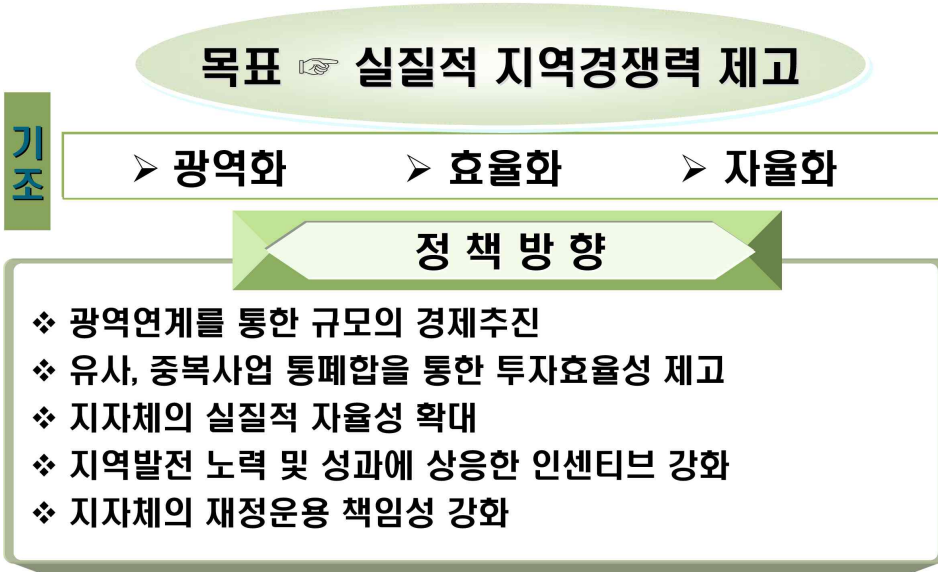 목표 ☞ 실질적 지역경쟁력 제고
기조
➢ 광역화 ➢ 효율화 ➢ 자율화
정 책 방 향
❖ 광역연계를 통한 규모의 경제추진
❖ 유사, 중복사업 통폐합을 통한 투자효율성 제고
❖ 지자체의 실질적 자율성 확대
❖ 지역발전 노력 및 성과에 상응한 인센티브 강화
❖ 지자체의 재정운용 책임성 강화